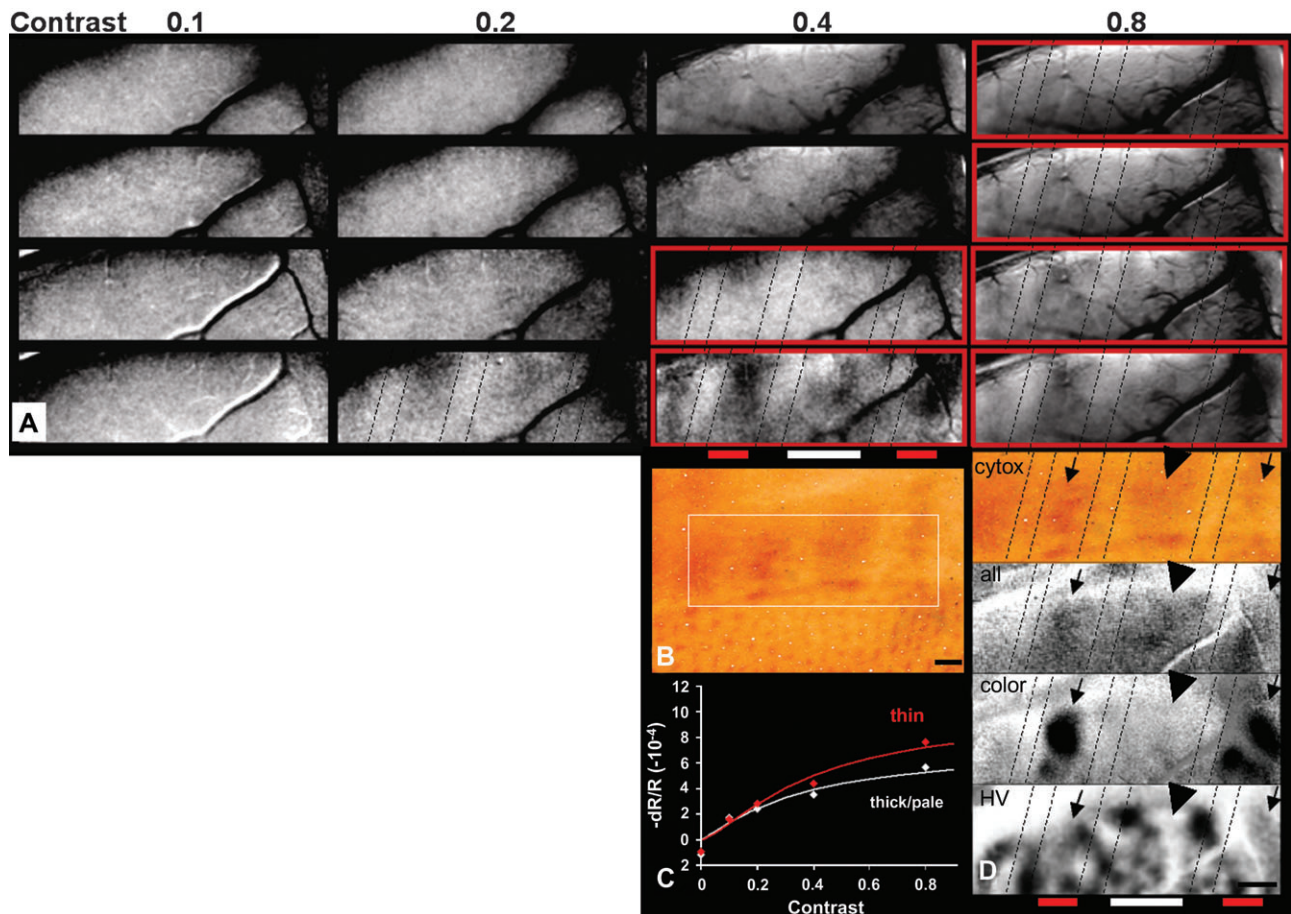 Contrast 0.1 0.2 0.4 0.8
A
cytox
all
B
color
12
10
8
6
4
2
0
2
-dR/R (-10⁻⁴)
thin
thick/pale
0 0.2 0.4 0.6 0.8
Contrast
C
HV
D